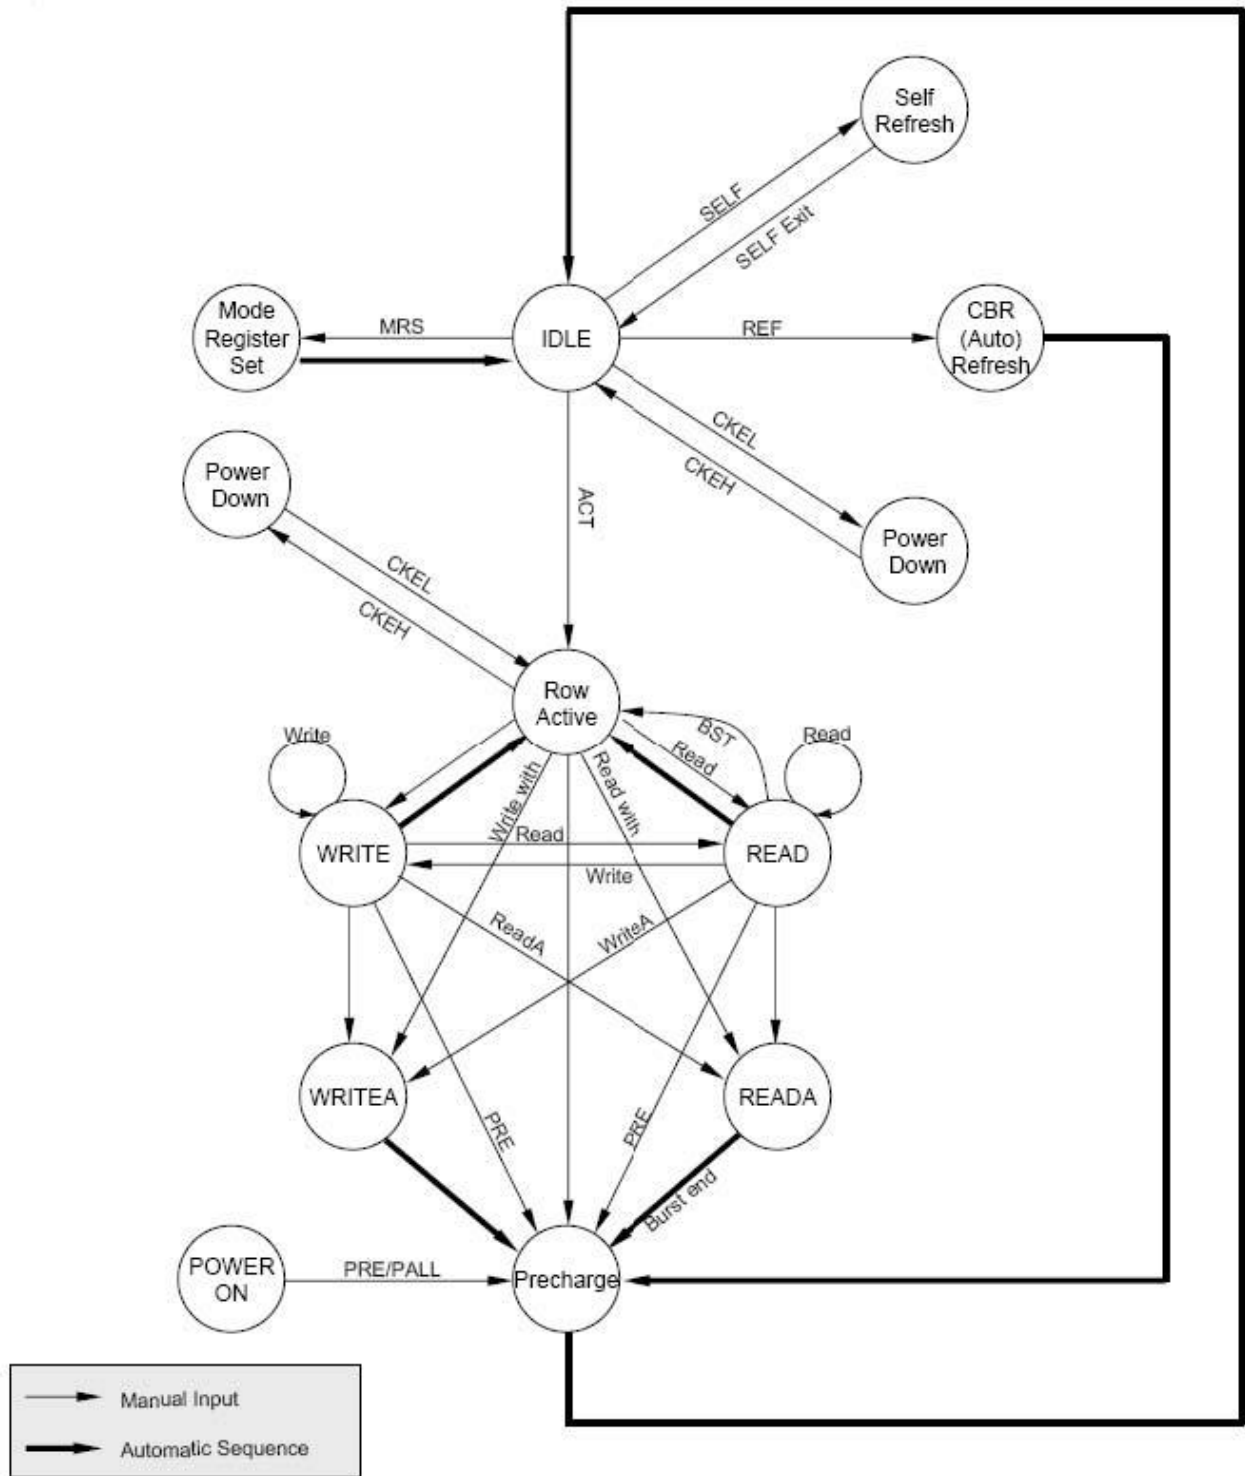 Self
Refresh
SELF
SELF Exit
Mode
Register
Set
MRS
IDLE
REF
CBR
(Auto)
Refresh
CKEL
CKEH
Power
Down
ACT
Power
Down
CKEL
CKEH
Row
Active
BST
Write
Read
Read
Write with
Read with
WRITE
Read
READ
Write
ReadA
WriteA
WRITEA
READA
PRE
PRE
Burst end
POWER
ON
PRE/PALL
Precharge
Manual Input
Automatic Sequence